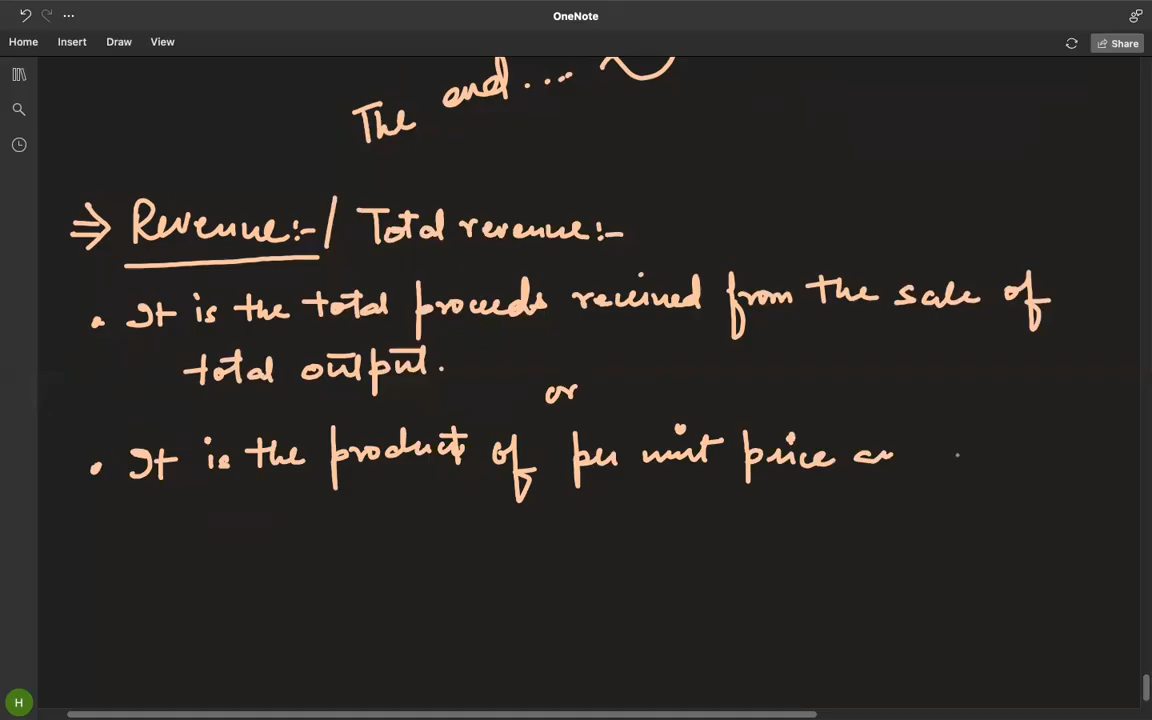 OneNote
Home Insert Draw View
Share
The end....
⇒ Revenue:-/ Total revenue:-
• It is the total proceeds received from the sale of
total output.
or
• It is the product of per unit price an
H